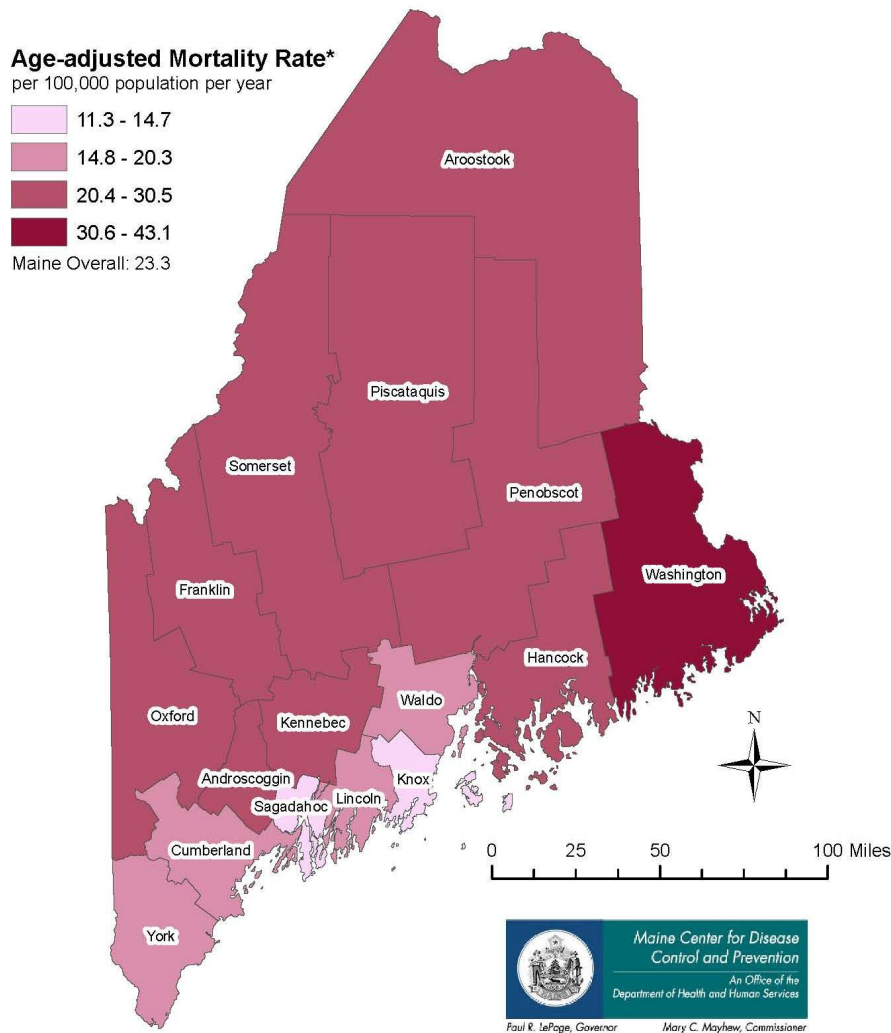 Age-adjusted Mortality Rate*
per 100,000 population per year
11.3 - 14.7
14.8 - 20.3
20.4 - 30.5
30.6 - 43.1
Maine Overall: 23.3
Aroostook
Piscataquis
Somerset
Penobscot
Washington
Franklin
Hancock
Waldo
Oxford
Kennebec
N
Androscoggin
Knox
Sagadahoc
Lincoln
Cumberland
0 25 50 100 Miles
York
Maine Center for Disease
Control and Prevention
An Office of the
Department of Health and Human Services
Paul R. LePage, Governor Mary C. Mayhew, Commissioner